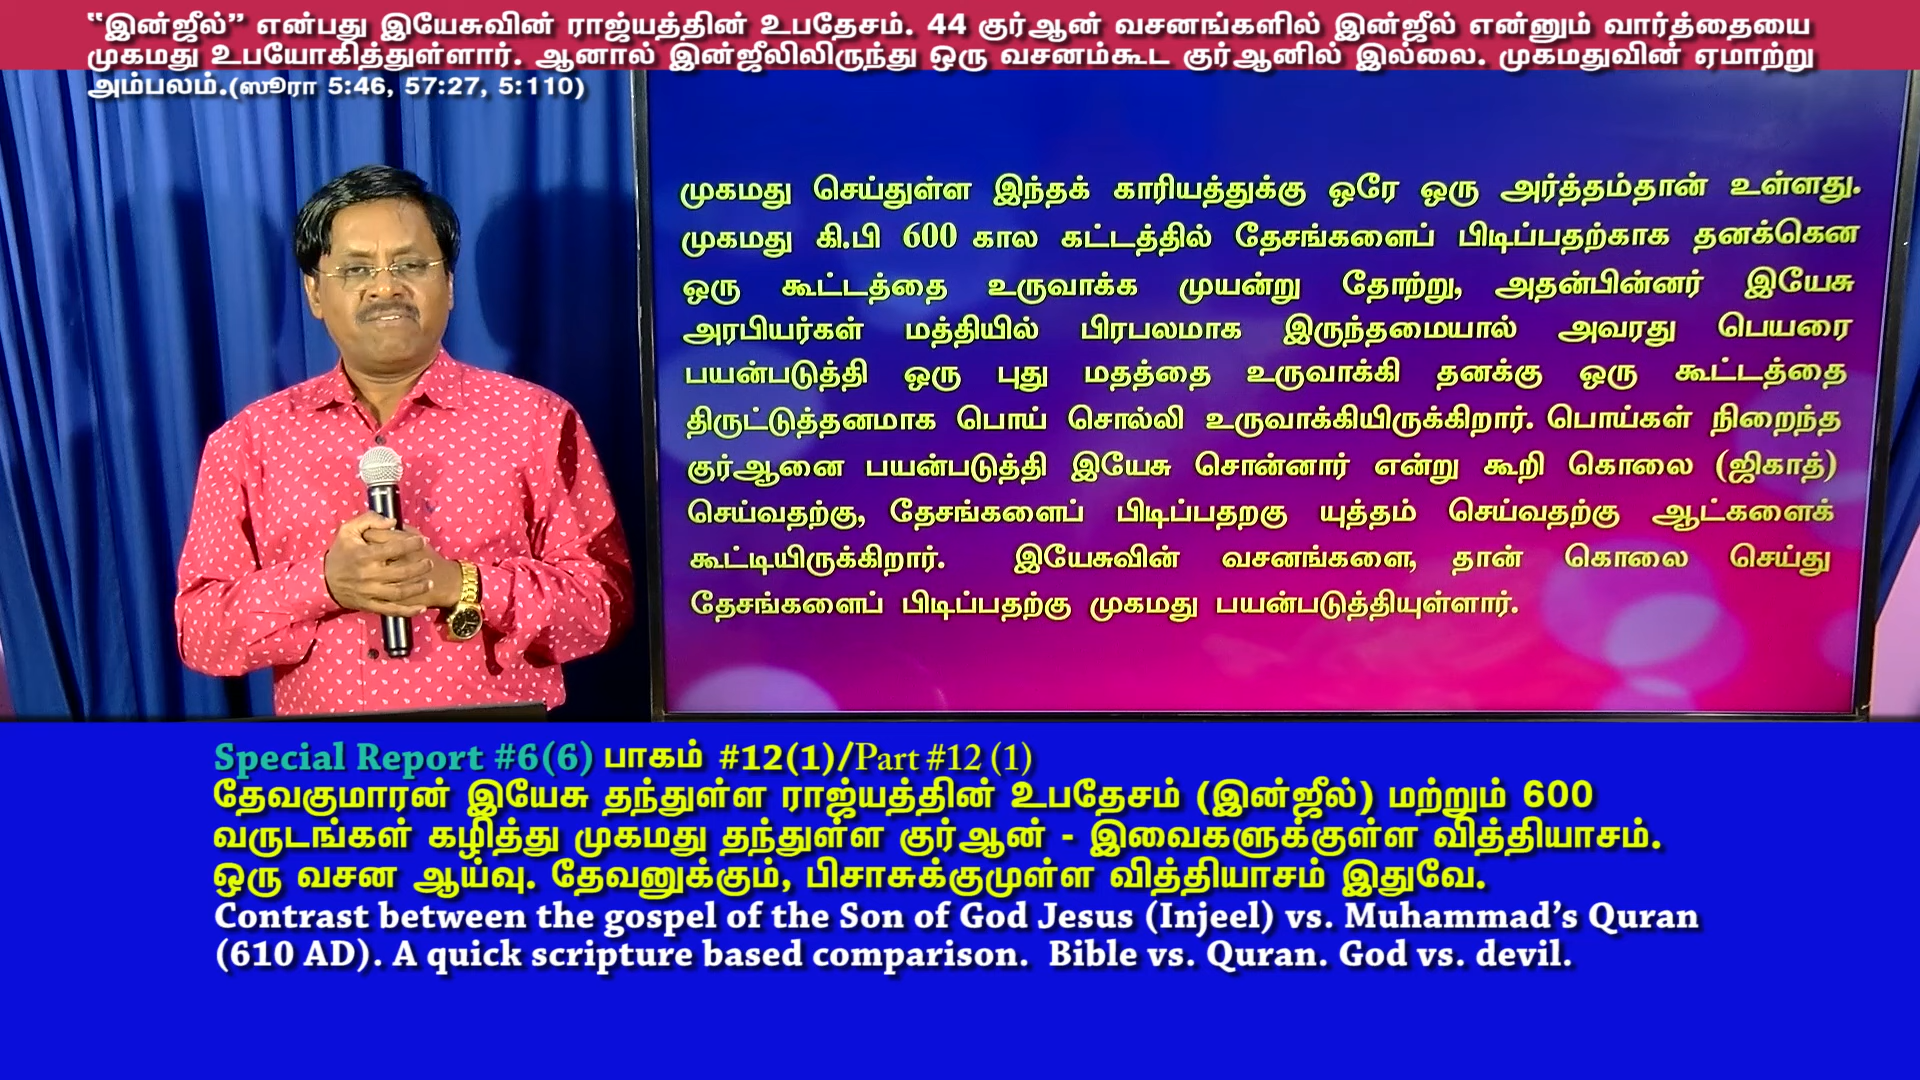 “இன்ஜீல்” என்பது இயேசுவின் ராஜ்யத்தின் உபதேசம். 44 குர்ஆன் வசனங்களில் இன்ஜீல் என்னும் வார்த்தையை
முகமது உபயோகித்துள்ளார். ஆனால் இன்ஜீலிலிருந்து ஒரு வசனம்கூட குர்ஆனில் இல்லை. முகமதுவின் ஏமாற்று
அம்பலம்.(ஸூரா 5:46, 57:27, 5:110)
முகமது செய்துள்ள இந்தக் காரியத்துக்கு ஒரே ஒரு அர்த்தம்தான் உள்ளது.
முகமது கி.பி 600 கால கட்டத்தில் தேசங்களைப் பிடிப்பதற்காக தனக்கென
ஒரு கூட்டத்தை உருவாக்க முயன்று தோற்று, அதன்பின்னர் இயேசு
அரபியர்கள் மத்தியில் பிரபலமாக இருந்தமையால் அவரது பெயரை
பயன்படுத்தி ஒரு புது மதத்தை உருவாக்கி தனக்கு ஒரு கூட்டத்தை
திருட்டுத்தனமாக பொய் சொல்லி உருவாக்கியிருக்கிறார். பொய்கள் நிறைந்த
குர்ஆனை பயன்படுத்தி இயேசு சொன்னார் என்று கூறி கொலை (ஜிகாத்)
செய்வதற்கு, தேசங்களைப் பிடிப்பதறகு யுத்தம் செய்வதற்கு ஆட்களைக்
கூட்டியிருக்கிறார். இயேசுவின் வசனங்களை, தான் கொலை செய்து
தேசங்களைப் பிடிப்பதற்கு முகமது பயன்படுத்தியுள்ளார்.
Special Report #6(6) பாகம் #12(1)/Part #12 (1)
தேவகுமாரன் இயேசு தந்துள்ள ராஜ்யத்தின் உபதேசம் (இன்ஜீல்) மற்றும் 600
வருடங்கள் கழித்து முகமது தந்துள்ள குர்ஆன் - இவைகளுக்குள்ள வித்தியாசம்.
ஒரு வசன ஆய்வு. தேவனுக்கும், பிசாசுக்குமுள்ள வித்தியாசம் இதுவே.
Contrast between the gospel of the Son of God Jesus (Injeel) vs. Muhammad’s Quran
(610 AD). A quick scripture based comparison. Bible vs. Quran. God vs. devil.